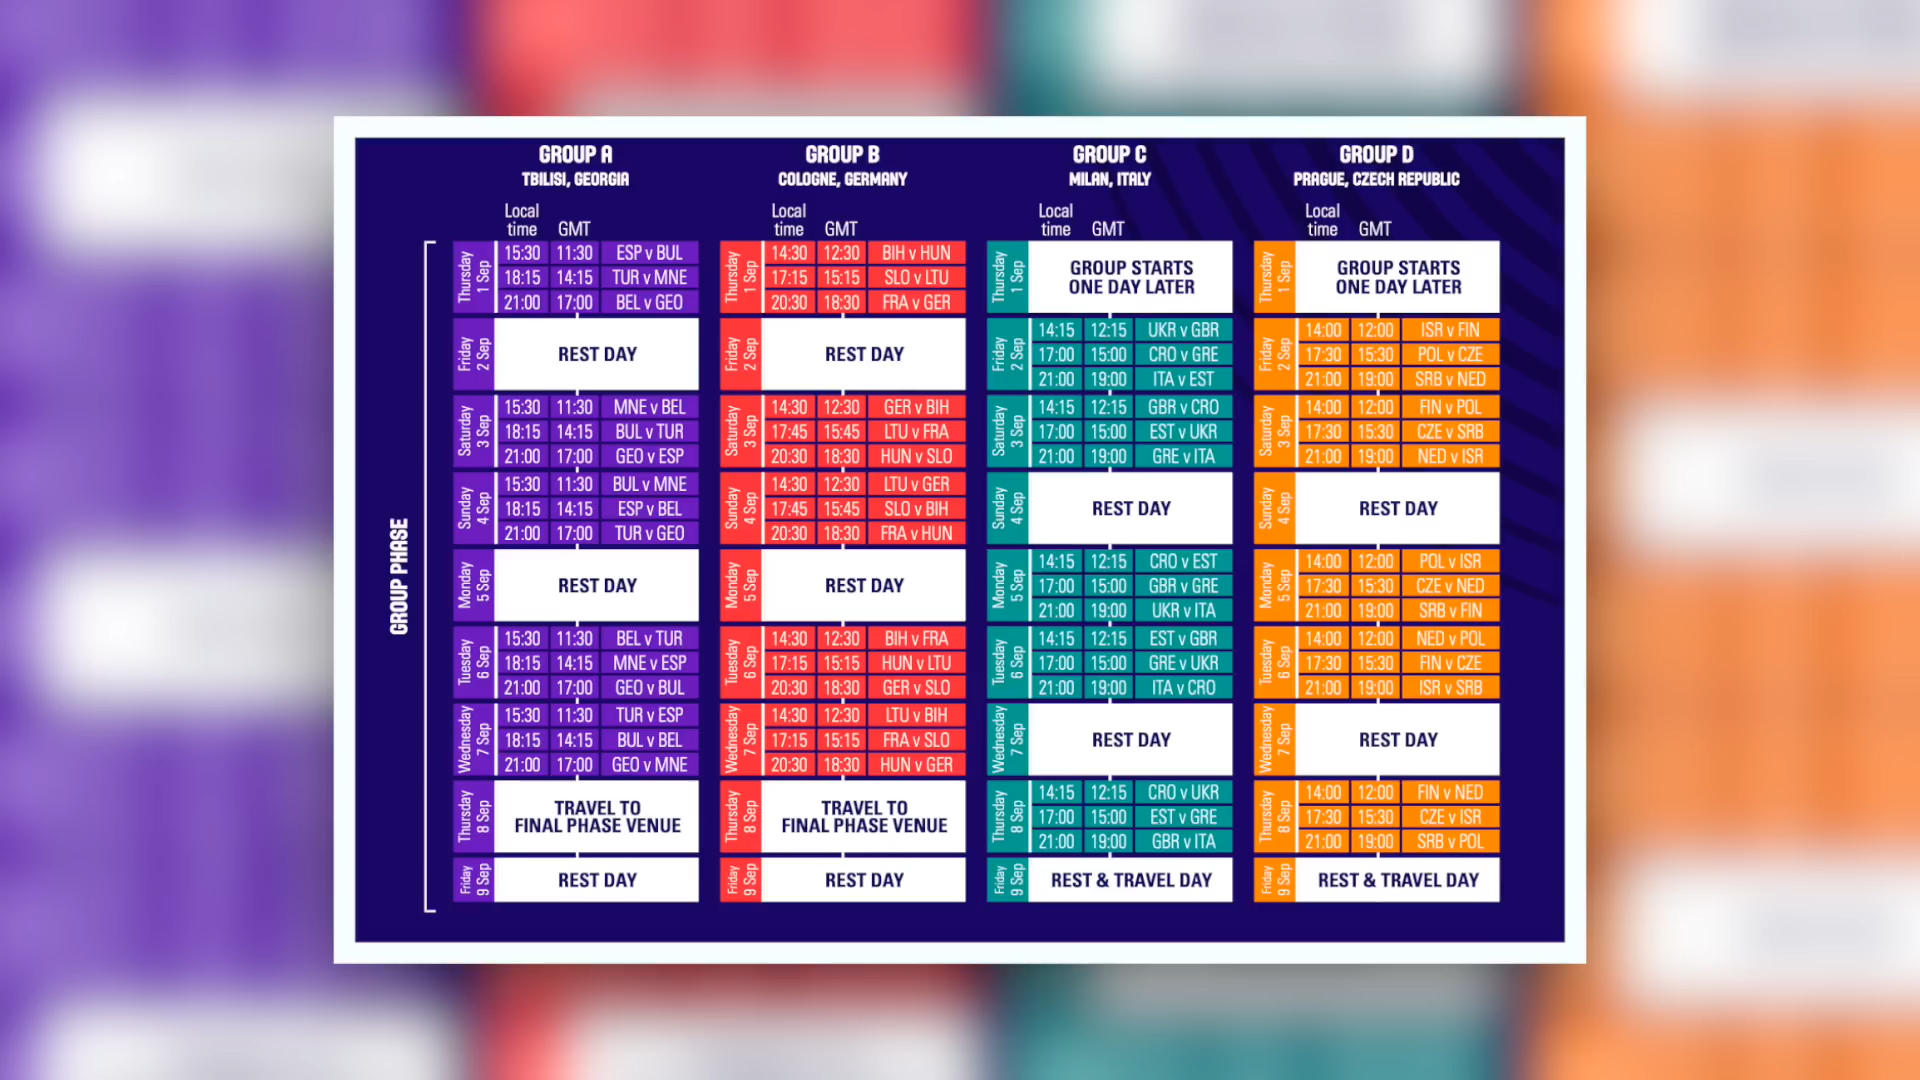 GROUP A
TBILISI, GEORGIA
Local time GMT
GROUP PHASE
Thursday 1 Sep
15:30 11:30 ESP v BUL
18:15 14:15 TUR v MNE
21:00 17:00 BEL v GEO
Friday 2 Sep
REST DAY
Saturday 3 Sep
15:30 11:30 MNE v BEL
18:15 14:15 BUL v TUR
21:00 17:00 GEO v ESP
Sunday 4 Sep
15:30 11:30 BUL v MNE
18:15 14:15 ESP v BEL
21:00 17:00 TUR v GEO
Monday 5 Sep
REST DAY
Tuesday 6 Sep
15:30 11:30 BEL v TUR
18:15 14:15 MNE v ESP
21:00 17:00 GEO v BUL
Wednesday 7 Sep
15:30 11:30 TUR v ESP
18:15 14:15 BUL v BEL
21:00 17:00 GEO v MNE
Thursday 8 Sep
TRAVEL TO
FINAL PHASE VENUE
Friday 9 Sep
REST DAY
GROUP B
COLOGNE, GERMANY
Local time GMT
Thursday 1 Sep
14:30 12:30 BIH v HUN
17:15 15:15 SLO v LTU
20:30 18:30 FRA v GER
Friday 2 Sep
REST DAY
Saturday 3 Sep
14:30 12:30 GER v BIH
17:45 15:45 LTU v FRA
20:30 18:30 HUN v SLO
Sunday 4 Sep
14:30 12:30 LTU v GER
17:45 15:45 SLO v BIH
20:30 18:30 FRA v HUN
Monday 5 Sep
REST DAY
Tuesday 6 Sep
14:30 12:30 BIH v FRA
17:15 15:15 HUN v LTU
20:30 18:30 GER v SLO
Wednesday 7 Sep
14:30 12:30 LTU v BIH
17:15 15:15 FRA v SLO
20:30 18:30 HUN v GER
Thursday 8 Sep
TRAVEL TO
FINAL PHASE VENUE
Friday 9 Sep
REST DAY
GROUP C
MILAN, ITALY
Local time GMT
Thursday 1 Sep
GROUP STARTS
ONE DAY LATER
Friday 2 Sep
14:15 12:15 UKR v GBR
17:00 15:00 CRO v GRE
21:00 19:00 ITA v EST
Saturday 3 Sep
14:15 12:15 GBR v CRO
17:00 15:00 EST v UKR
21:00 19:00 GRE v ITA
Sunday 4 Sep
REST DAY
Monday 5 Sep
14:15 12:15 CRO v EST
17:00 15:00 GBR v GRE
21:00 19:00 UKR v ITA
Tuesday 6 Sep
14:15 12:15 EST v GBR
17:00 15:00 GRE v UKR
21:00 19:00 ITA v CRO
Wednesday 7 Sep
REST DAY
Thursday 8 Sep
14:15 12:15 CRO v UKR
17:00 15:00 EST v GRE
21:00 19:00 GBR v ITA
Friday 9 Sep
REST & TRAVEL DAY
GROUP D
PRAGUE, CZECH REPUBLIC
Local time GMT
Thursday 1 Sep
GROUP STARTS
ONE DAY LATER
Friday 2 Sep
14:00 12:00 ISR v FIN
17:30 15:30 POL v CZE
21:00 19:00 SRB v NED
Saturday 3 Sep
14:00 12:00 FIN v POL
17:30 15:30 CZE v SRB
21:00 19:00 NED v ISR
Sunday 4 Sep
REST DAY
Monday 5 Sep
14:00 12:00 POL v ISR
17:30 15:30 CZE v NED
21:00 19:00 SRB v FIN
Tuesday 6 Sep
14:00 12:00 NED v POL
17:30 15:30 FIN v CZE
21:00 19:00 ISR v SRB
Wednesday 7 Sep
REST DAY
Thursday 8 Sep
14:00 12:00 FIN v NED
17:30 15:30 CZE v ISR
21:00 19:00 SRB v POL
Friday 9 Sep
REST & TRAVEL DAY